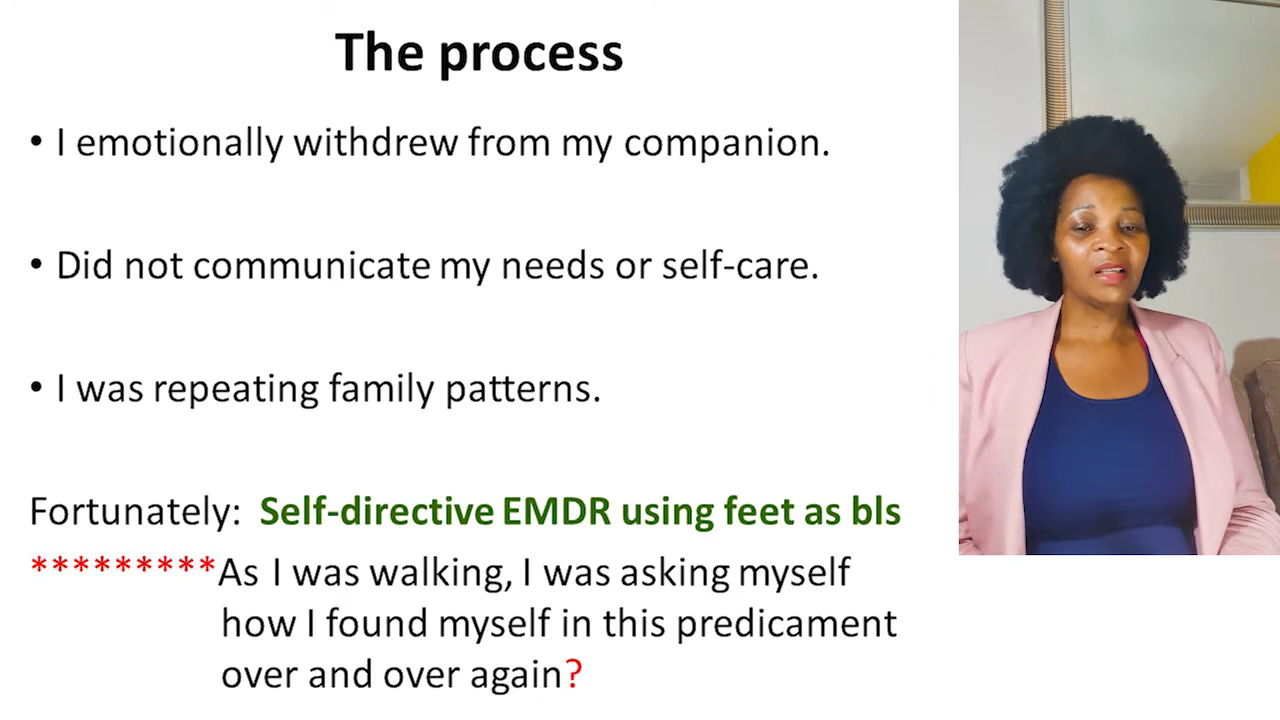 The process
• I emotionally withdrew from my companion.
• Did not communicate my needs or self-care.
• I was repeating family patterns.
Fortunately: Self-directive EMDR using feet as bls
*********As I was walking, I was asking myself
how I found myself in this predicament
over and over again?